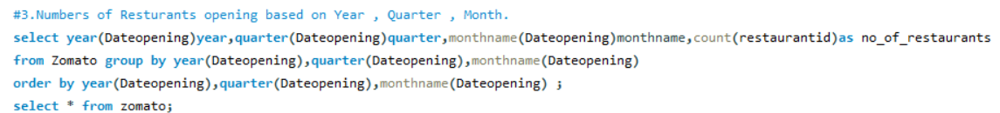 #3.Numbers of Resturants opening based on Year , Quarter , Month.
select year(Dateopening)year,quarter(Dateopening)quarter,monthname(Dateopening)monthname,count(restaurantid)as no_of_restaurants
from Zomato group by year(Dateopening),quarter(Dateopening),monthname(Dateopening)
order by year(Dateopening),quarter(Dateopening),monthname(Dateopening) ;
select * from zomato;